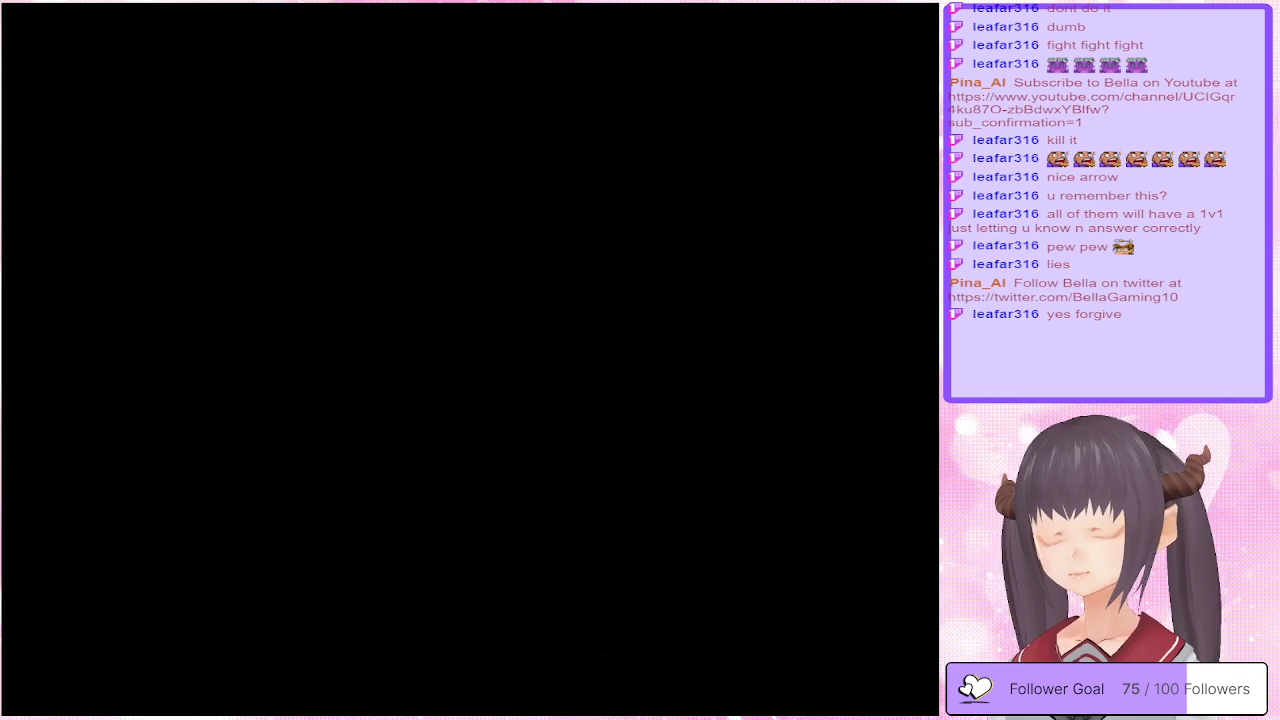 leafar316 dont do it
leafar316 dumb
leafar316 fight fight fight
leafar316
Pina_AI Subscribe to Bella on Youtube at
https://www.youtube.com/channel/UCIGqr
4ku87O-zbBdwxYBlfw?
sub_confirmation=1
leafar316 kill it
leafar316
leafar316 nice arrow
leafar316 u remember this?
leafar316 all of them will have a 1v1
just letting u know n answer correctly
leafar316 pew pew
leafar316 lies
Pina_AI Follow Bella on twitter at
https://twitter.com/BellaGaming10
leafar316 yes forgive
Follower Goal 75 / 100 Followers